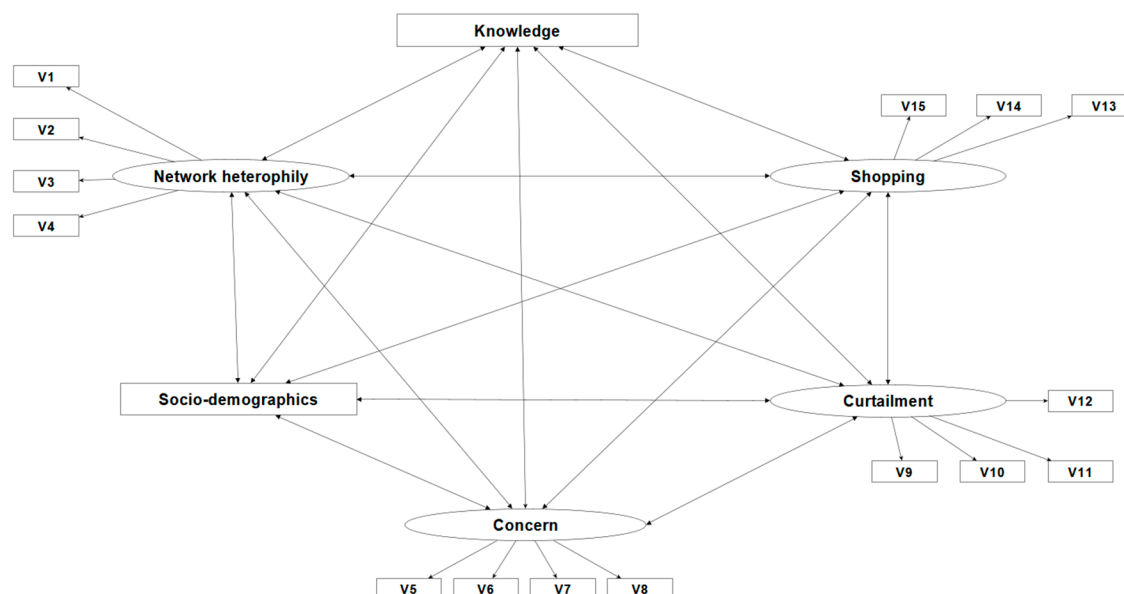 Knowledge
V1
V15
V14
V13
V2
Network heterophily
Shopping
V3
V4
Socio-demographics
Curtailment
V12
V9
V10
V11
Concern
V5
V6
V7
V8